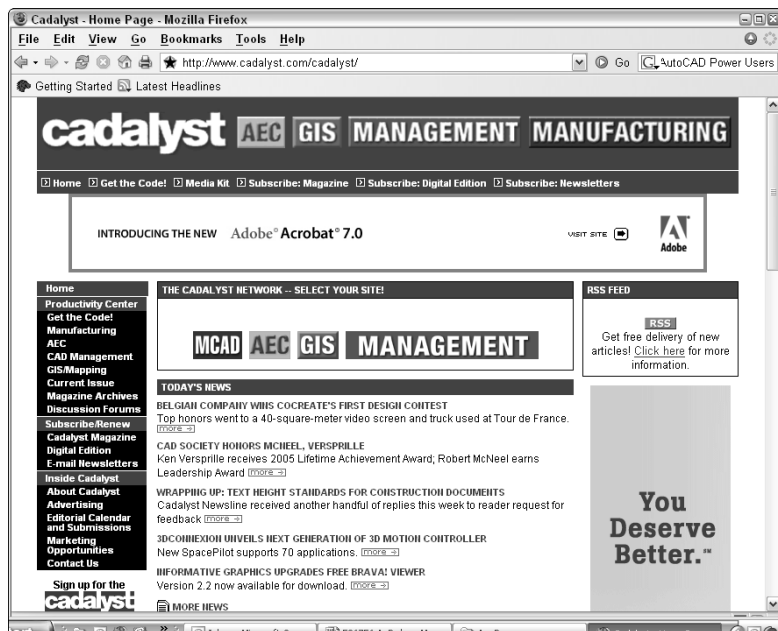 Cadalyst - Home Page - Mozilla Firefox
File Edit View Go Bookmarks Tools Help
http://www.cadalyst.com/cadalyst/ Go AutoCAD Power Users
Getting Started Latest Headlines
cadalyst AEC GIS MANAGEMENT MANUFACTURING
Home Get the Code! Media Kit Subscribe: Magazine Subscribe: Digital Edition Subscribe: Newsletters
INTRODUCING THE NEW Adobe® Acrobat® 7.0 VISIT SITE Adobe
Home
Productivity Center
Get the Code!
Manufacturing
AEC
CAD Management
GIS/Mapping
Current Issue
Magazine Archives
Discussion Forums
Subscribe/Renew
Cadalyst Magazine
Digital Edition
E-mail Newsletters
Inside Cadalyst
About Cadalyst
Advertising
Editorial Calendar
and Submissions
Marketing
Opportunities
Contact Us
Sign up for the
cadalyst
THE CADALYST NETWORK -- SELECT YOUR SITE!
MCAD AEC GIS MANAGEMENT
TODAY'S NEWS
BELGIAN COMPANY WINS COCREATE'S FIRST DESIGN CONTEST
Top honors went to a 40-square-meter video screen and truck used at Tour de France.
more
CAD SOCIETY HONORS MCNEEL, VERSPRILLE
Ken Versprille receives 2005 Lifetime Achievement Award; Robert McNeel earns
Leadership Award more
WRAPPING UP: TEXT HEIGHT STANDARDS FOR CONSTRUCTION DOCUMENTS
Cadalyst Newsline received another handful of replies this week to reader request for
feedback more
3DCONNEXION UNVEILS NEXT GENERATION OF 3D MOTION CONTROLLER
New SpacePilot supports 70 applications. more
INFORMATIVE GRAPHICS UPGRADES FREE BRAVA! VIEWER
Version 2.2 now available for download. more
MORE NEWS
RSS FEED
RSS
Get free delivery of new
articles! Click here for more
information.
You
Deserve
Better.™